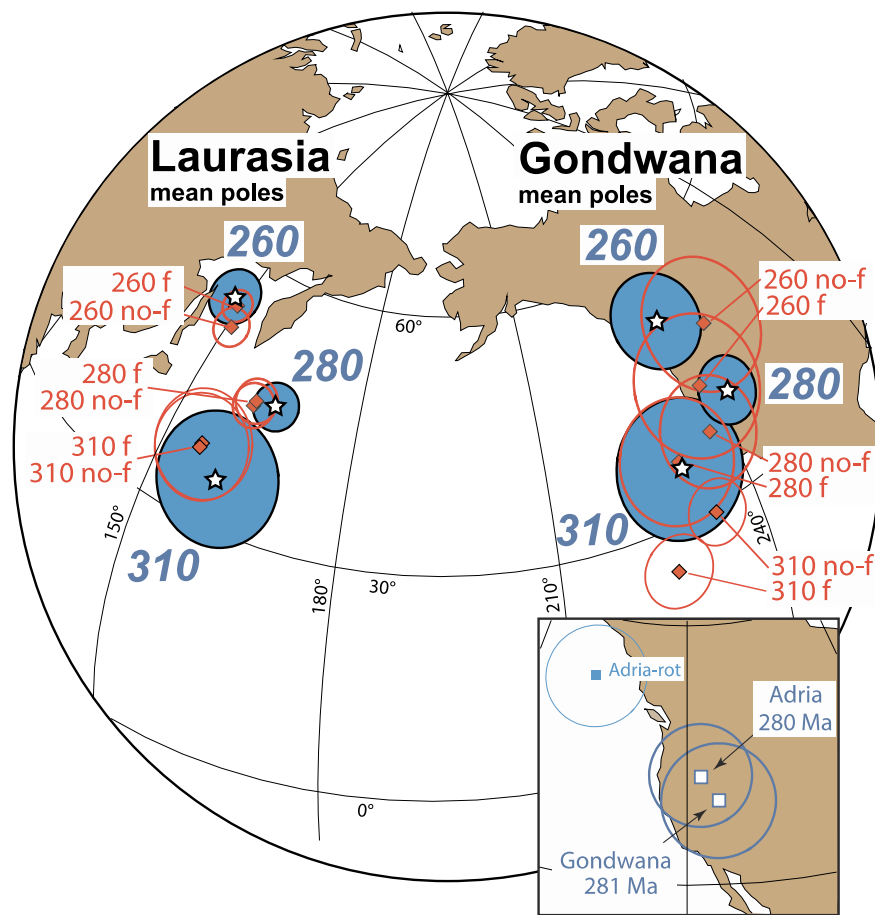 Laurasia
mean poles
Gondwana
mean poles
260
260 f
260 no-f
280
280 f
280 no-f
310 f
310 no-f
310
260
260 no-f
260 f
280
280 no-f
280 f
310
310 no-f
310 f
60°
30°
0°
150°
180°
210°
240°
Adria-rot
Adria
280 Ma
Gondwana
281 Ma